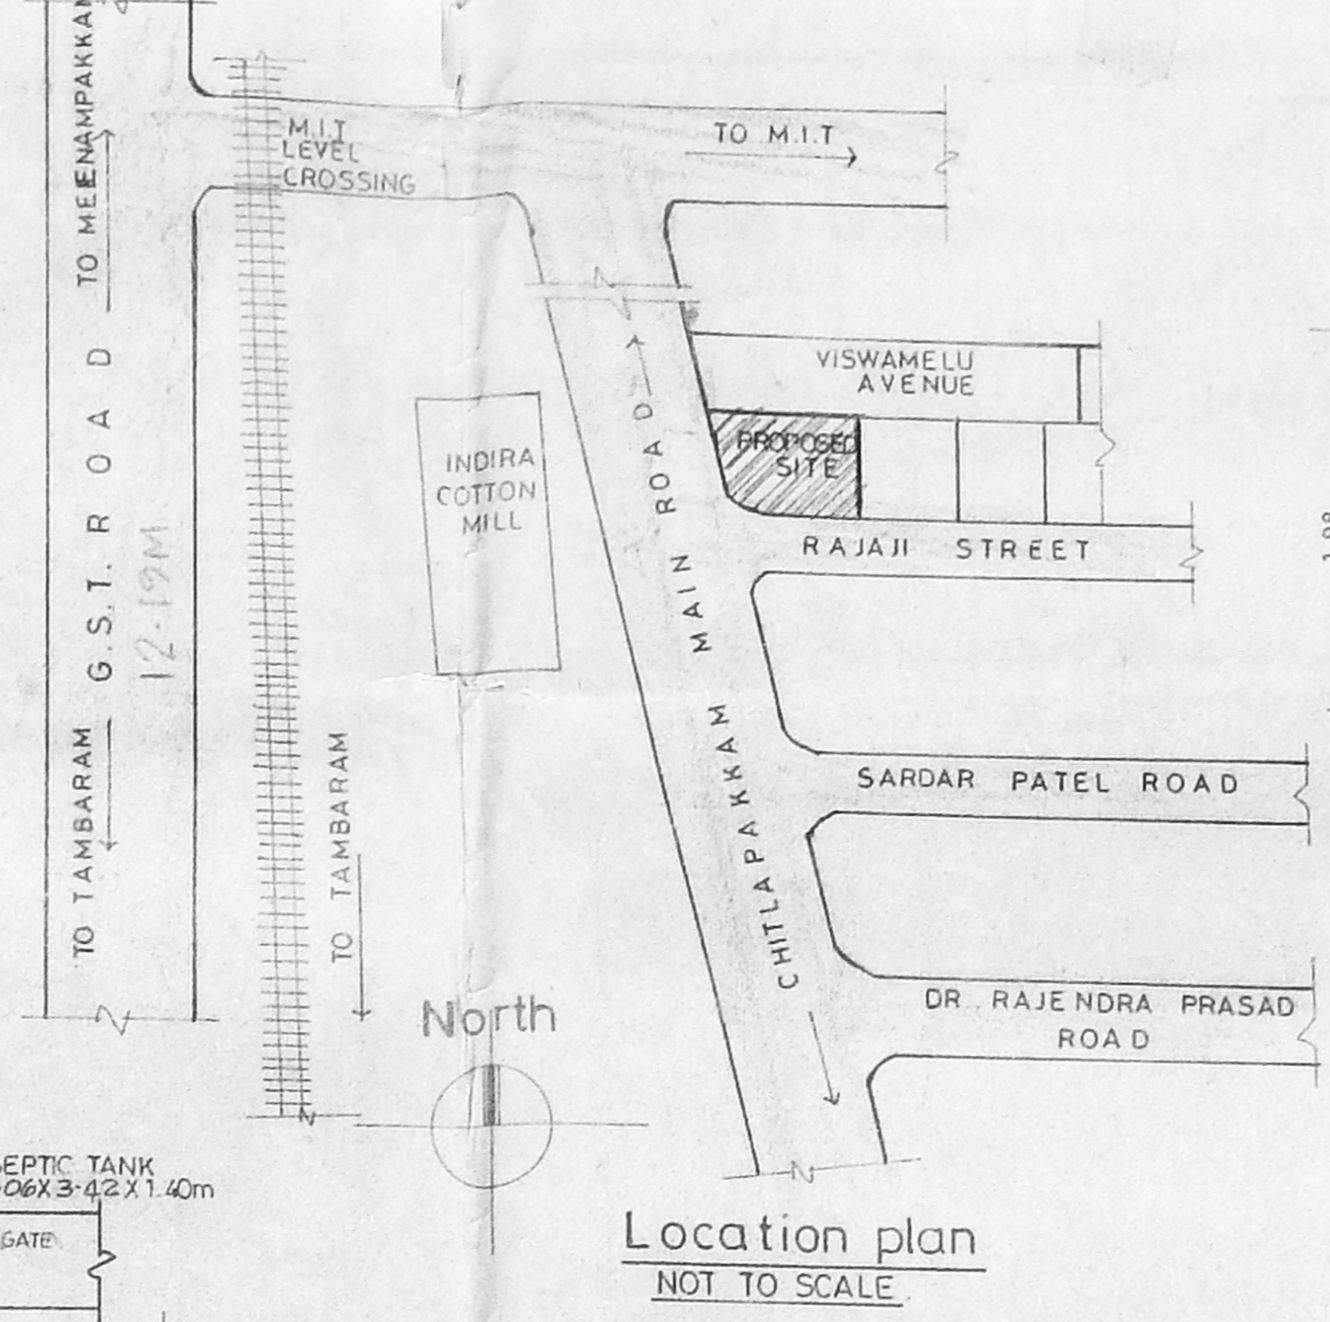 TO MEENAMPAKKAM
M.I.T
LEVEL
CROSSING
TO M.I.T
VISWAMELU
AVENUE
PROPOSED
SITE
INDIRA
COTTON
MILL
RAJAJI STREET
G.S.T. ROAD
12.19M
CHITLAPAKKAM MAIN ROAD
SARDAR PATEL ROAD
TO TAMBARAM
TO TAMBARAM
DR. RAJENDRA PRASAD
ROAD
North
SEPTIC TANK
06X3.42X1.40m
GATE
Location plan
NOT TO SCALE